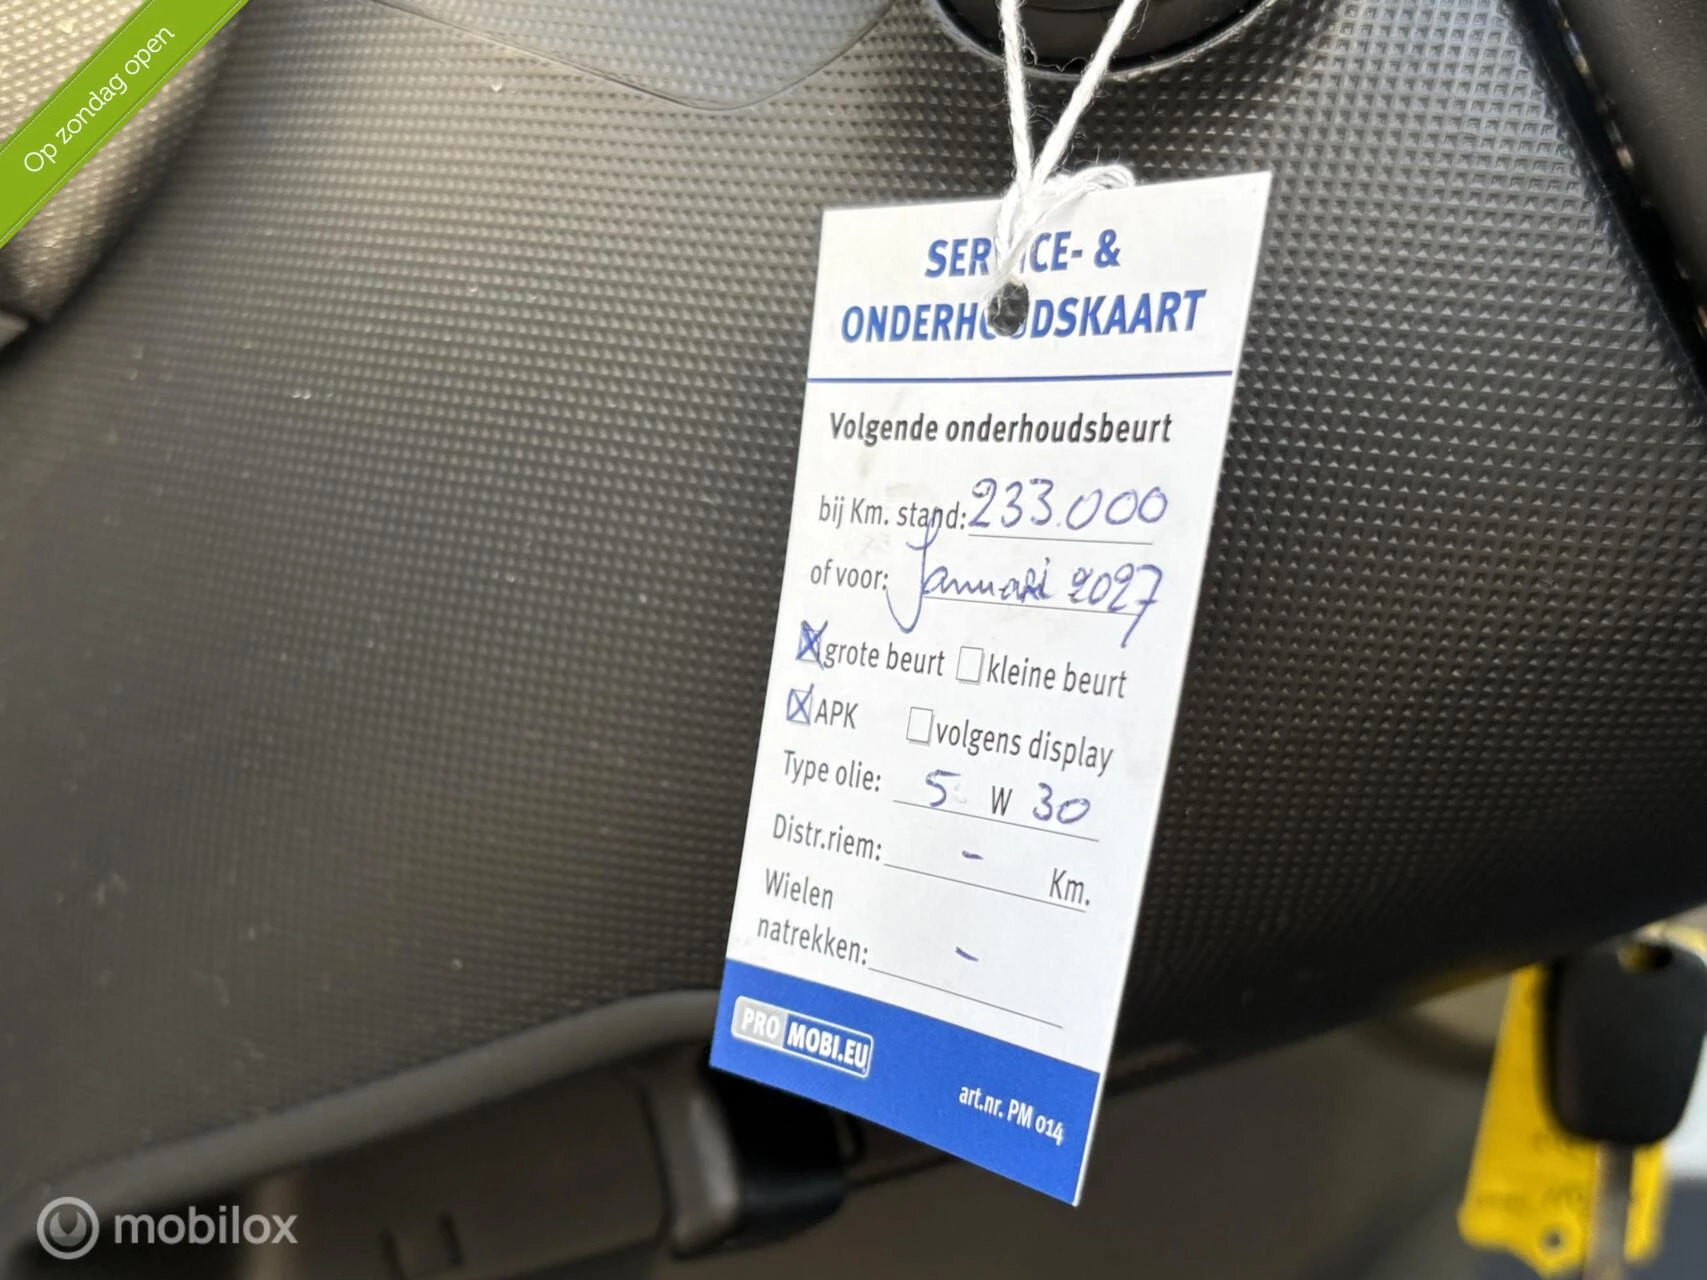 Op zondag open
SERVICE- &
ONDERHOUDSKAART
Volgende onderhoudsbeurt
bij Km. stand: 233.000
of voor: Januari 2027
grote beurt kleine beurt
APK volgens display
Type olie: 5 W 30
Distr.riem: - Km.
Wielen
natrekken: -
PRO MOBI.EU
art.nr. PM 014
mobilox